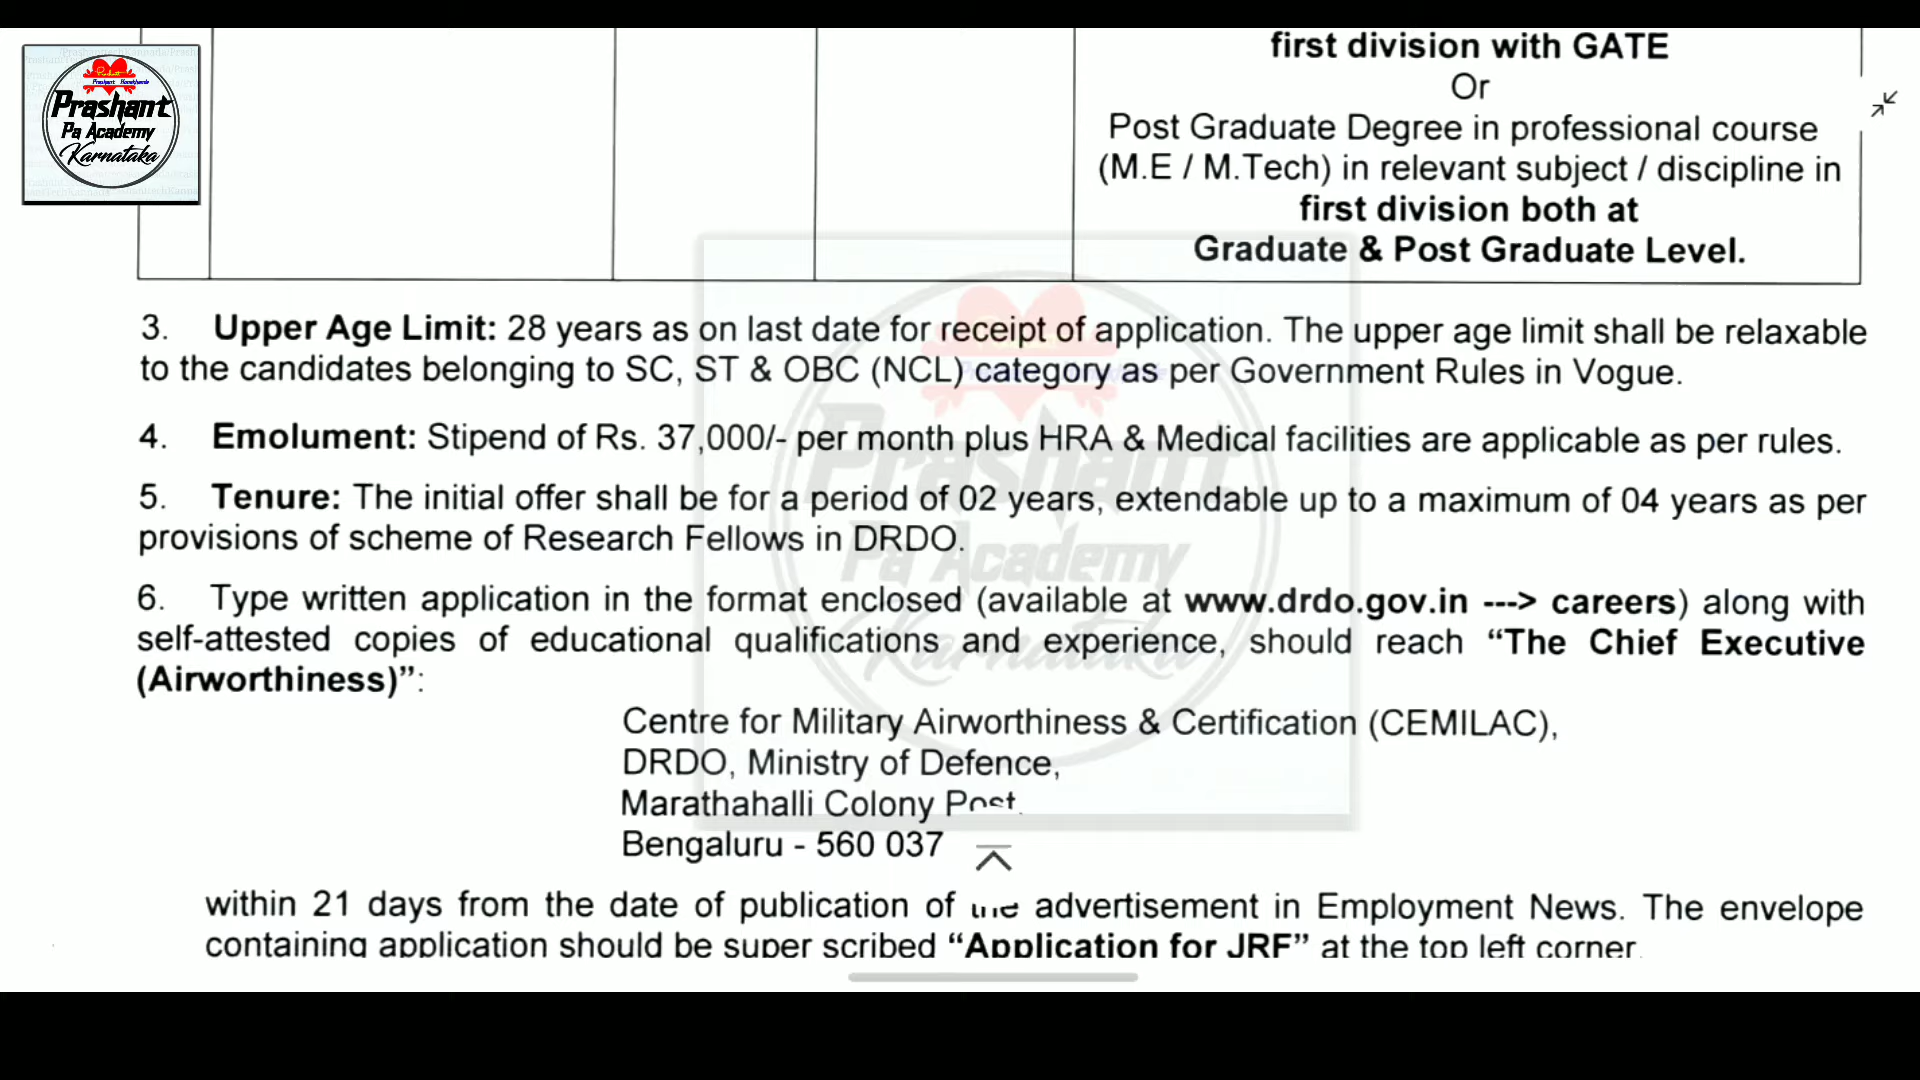 Prashant
Pa Academy
Karnataka
first division with GATE
Or
Post Graduate Degree in professional course
(M.E / M.Tech) in relevant subject / discipline in
first division both at
Graduate & Post Graduate Level.
3. Upper Age Limit: 28 years as on last date for receipt of application. The upper age limit shall be relaxable
to the candidates belonging to SC, ST & OBC (NCL) category as per Government Rules in Vogue.
4. Emolument: Stipend of Rs. 37,000/- per month plus HRA & Medical facilities are applicable as per rules.
5. Tenure: The initial offer shall be for a period of 02 years, extendable up to a maximum of 04 years as per
provisions of scheme of Research Fellows in DRDO.
6. Type written application in the format enclosed (available at www.drdo.gov.in ---> careers) along with
self-attested copies of educational qualifications and experience, should reach “The Chief Executive
(Airworthiness)”:
Centre for Military Airworthiness & Certification (CEMILAC),
DRDO, Ministry of Defence,
Marathahalli Colony Post,
Bengaluru - 560 037
within 21 days from the date of publication of the advertisement in Employment News. The envelope
containing application should be super scribed “Application for JRF” at the top left corner.
Prashant
Pa Academy
Karnataka